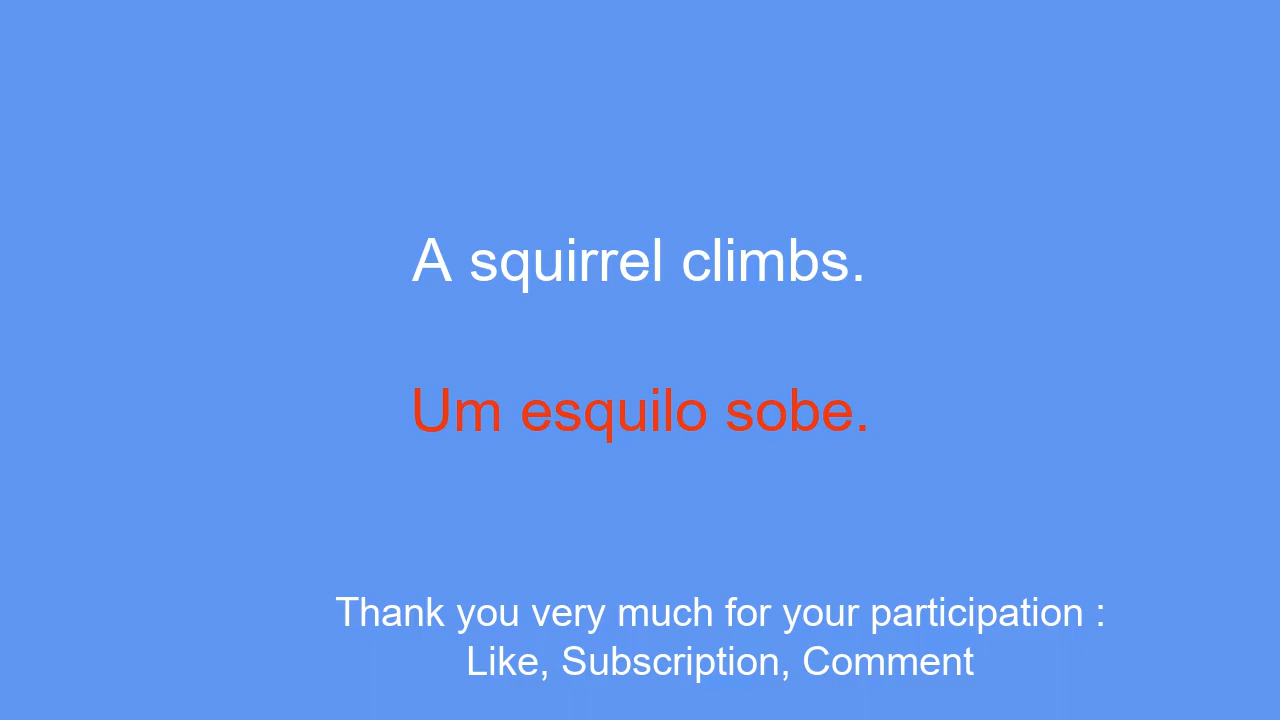 A squirrel climbs.
Um esquilo sobe.
Thank you very much for your participation :
Like, Subscription, Comment